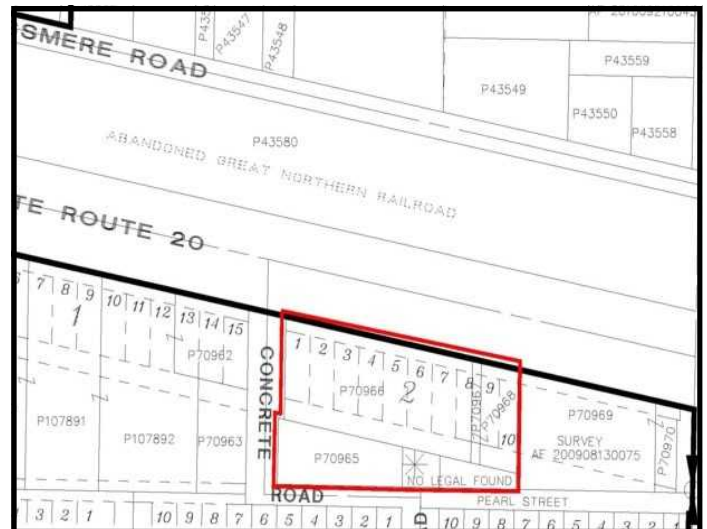 SMERE ROAD
P43547
P43548
P43559
P43549
P43550
P43558
P43580
ABANDONED GREAT NORTHERN RAILROAD
TE ROUTE 20
7 8 9 10 11 12 13 14 15
1
P70962
1 2 3 4 5 6 7 8 9
P70966
2
P70967
P70968
10
CONCRETE
P107891
P107892
P70963
P70965
NO LEGAL FOUND
P70969
SURVEY
AF 200908130075
P70970
ROAD
PEARL STREET
3 2 1 10 9 8 7 6 5 4 3 2 1 10 9 8 7 6 5